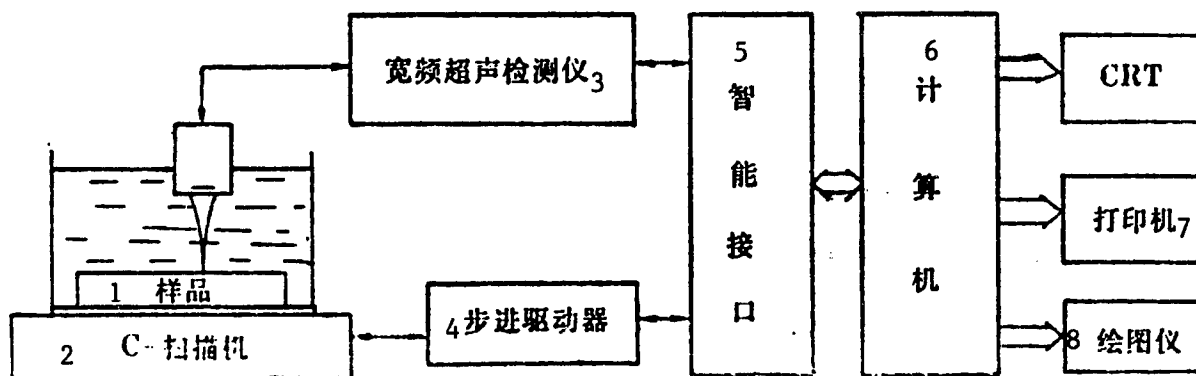 宽频超声检测仪3
5
智能接口
6
计算机
CRT
打印机7
8 绘图仪
4步进驱动器
1 样品
2 C-扫描机